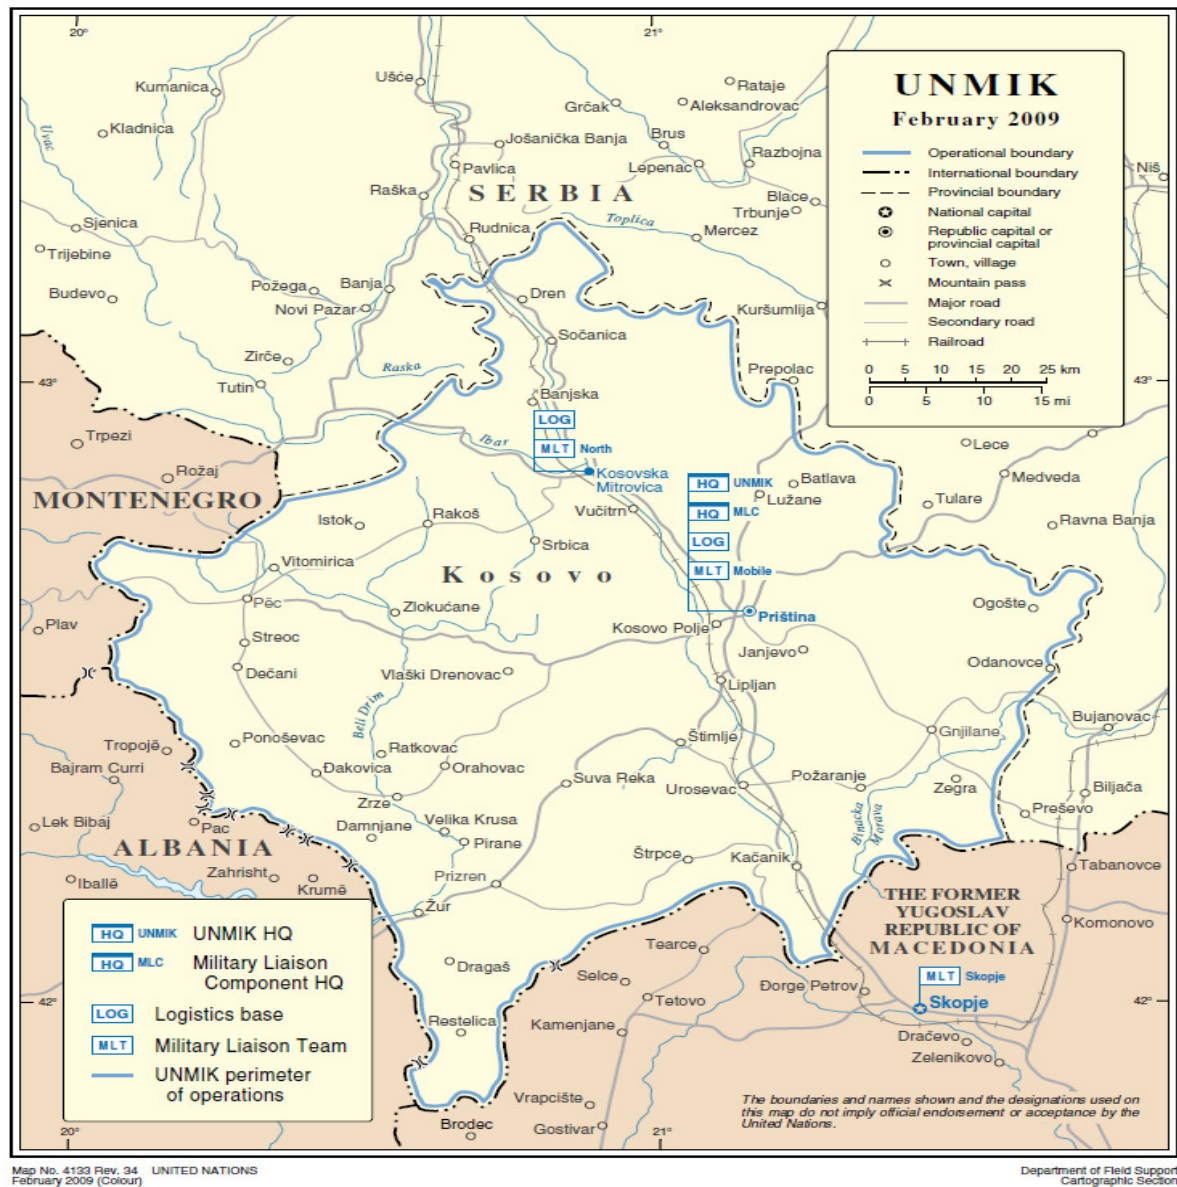 20°
21°
UNMIK
February 2009
Operational boundary
International boundary
Provincial boundary
National capital
Republic capital or
provincial capital
Town, village
Mountain pass
Major road
Secondary road
Railroad
0 5 10 15 20 25 km
0 5 10 15 mi
Ušće
Kumanica
Kladnica
Uvac
Rataje
Grčak
Aleksandrovac
Jošanička Banja
Brus
Razbojna
Lepenac
Pavlica
Niš
Raška
SERBIA
Blace
Trbunje
Toplica
Sjenica
Mercez
Rudnica
Trijebine
Banja
Požega
Budevo
Dren
Novi Pazar
Kuršumlija
Sočanica
Zirče
Raska
Prepolac
43°
43°
Tutin
Banjska
LOG
Trpezi
Ibar
MLT North
Lece
Rožaj
Kosovska
Mitrovica
Medveda
MONTENEGRO
HQ UNMIK
Batlava
Lužane
Tulare
Vučitrn
HQ MLC
Istok
Rakoš
Ravna Banja
Srbica
LOG
Vitomirica
Kosovo
MLT Mobile
Pěc
Zlokućane
Ogošte
Priština
Plav
Kosovo Polje
Streoc
Janjevo
Dečani
Vlaški Drenovac
Odanovce
Lipljan
Beli Drim
Bujanovac
Gnjilane
Štimlje
Tropojë
Ponoševac
Ratkovac
Bajram Curri
Đakovica
Orahovac
Suva Reka
Požaranje
Urosevac
Zegra
Biljača
Zrze
Preševo
Lek Bibaj
Pac
Damnjane
Velika Krusa
Binacka
Morava
ALBANIA
Pirane
Štrpce
Kačanik
Tabanovce
Iballë
Zahrisht
Krumë
Prizren
THE FORMER
YUGOSLAV
REPUBLIC OF
MACEDONIA
Žur
Komonovo
HQ UNMIK UNMIK HQ
HQ MLC Military Liaison
Component HQ
LOG Logistics base
MLT Military Liaison Team
UNMIK perimeter
of operations
Tearce
Dragaš
Selce
MLT Skopje
Đorge Petrov
42°
42°
Tetovo
Skopje
Restelica
Kamenjane
Dračevo
Zelenikovo
Vrapcište
The boundaries and names shown and the designations used on
this map do not imply official endorsement or acceptance by the
United Nations.
Brodec
Gostivar
20°
21°
Map No. 4133 Rev. 34 UNITED NATIONS
February 2009 (Colour)
Department of Field Support
Cartographic Section